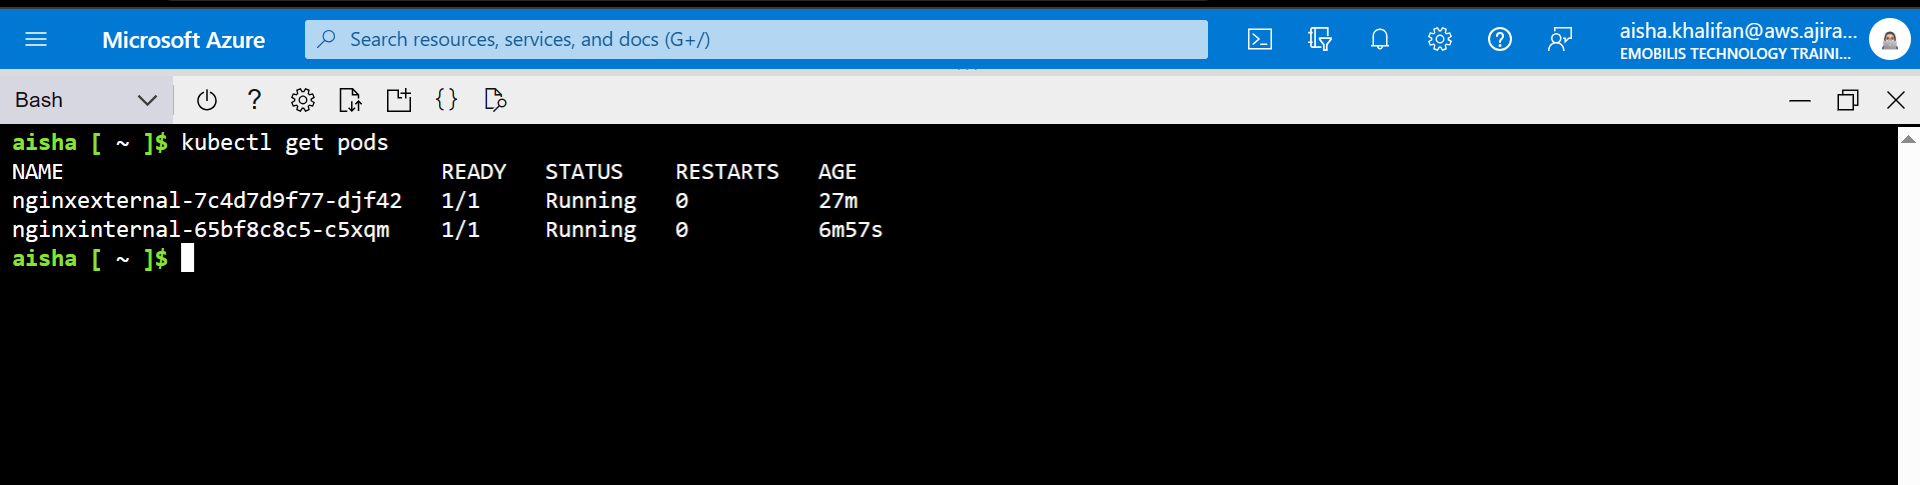 Microsoft Azure
Search resources, services, and docs (G+/)
aisha.khalifan@aws.ajira...
EMOBILIS TECHNOLOGY TRAINI...
Bash
aisha [ ~ ]$ kubectl get pods
NAME READY STATUS RESTARTS AGE
nginxexternal-7c4d7d9f77-djf42 1/1 Running 0 27m
nginxinternal-65bf8c8c5-c5xqm 1/1 Running 0 6m57s
aisha [ ~ ]$